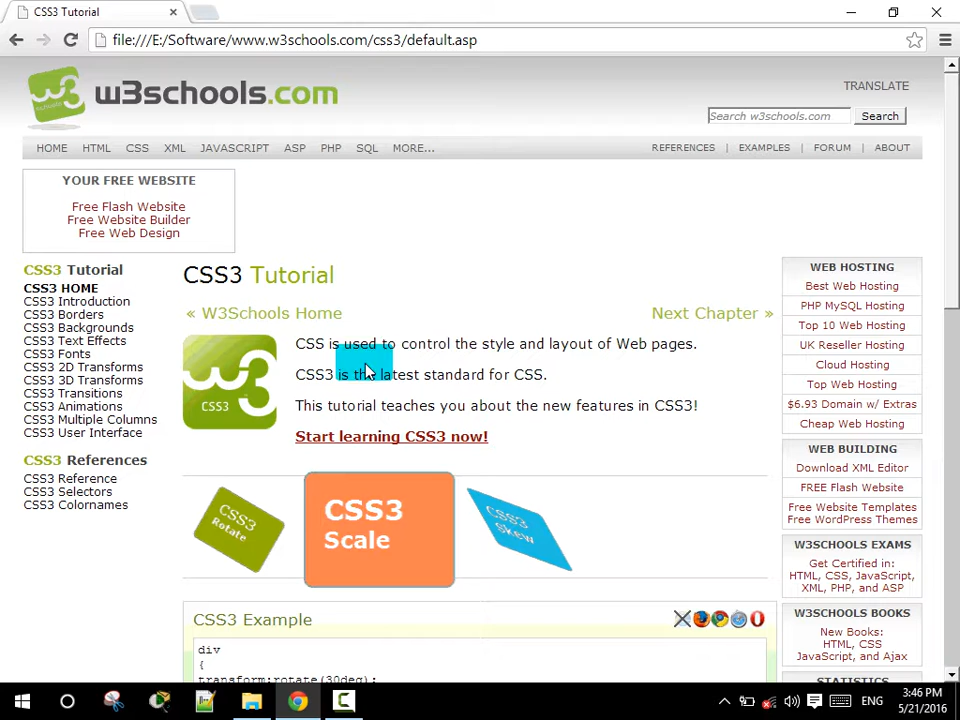 CSS3 Tutorial
file:///E:/Software/www.w3schools.com/css3/default.asp
w3schools.com
TRANSLATE
Search w3schools.com
Search
HOME HTML CSS XML JAVASCRIPT ASP PHP SQL MORE...
REFERENCES | EXAMPLES | FORUM | ABOUT
YOUR FREE WEBSITE
Free Flash Website
Free Website Builder
Free Web Design
CSS3 Tutorial
CSS3 HOME
CSS3 Introduction
CSS3 Borders
CSS3 Backgrounds
CSS3 Text Effects
CSS3 Fonts
CSS3 2D Transforms
CSS3 3D Transforms
CSS3 Transitions
CSS3 Animations
CSS3 Multiple Columns
CSS3 User Interface
CSS3 References
CSS3 Reference
CSS3 Selectors
CSS3 Colornames
CSS3 Tutorial
« W3Schools Home
Next Chapter »
w3
CSS3
CSS is used to control the style and layout of Web pages.
CSS3 is the latest standard for CSS.
This tutorial teaches you about the new features in CSS3!
Start learning CSS3 now!
CSS3
Rotate
CSS3
Scale
CSS3
Skew
CSS3 Example
div
{
transform:rotate(30deg);
WEB HOSTING
Best Web Hosting
PHP MySQL Hosting
Top 10 Web Hosting
UK Reseller Hosting
Cloud Hosting
Top Web Hosting
$6.93 Domain w/ Extras
Cheap Web Hosting
WEB BUILDING
Download XML Editor
FREE Flash Website
Free Website Templates
Free WordPress Themes
W3SCHOOLS EXAMS
Get Certified in:
HTML, CSS, JavaScript,
XML, PHP, and ASP
W3SCHOOLS BOOKS
New Books:
HTML, CSS
JavaScript, and Ajax
STATISTICS
ENG
3:46 PM
5/21/2016